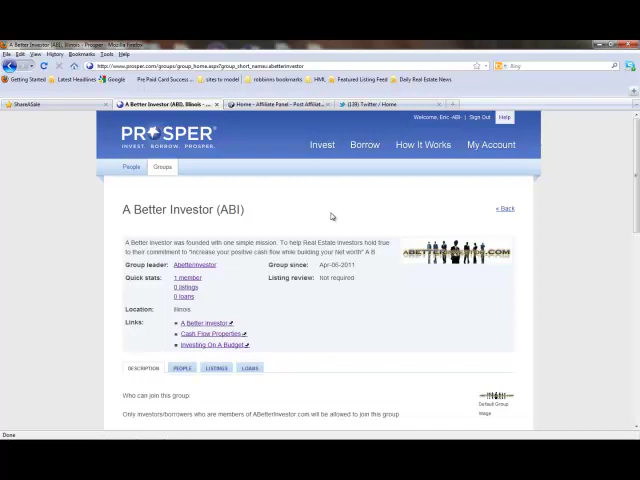 A Better Investor (ABI), Illinois - Prosper - Mozilla Firefox
File Edit View History Bookmarks Tools Help
http://www.prosper.com/groups/group_home.aspx?group_short_name=abetterinvestor
Bing
Getting Started Latest Headlines Google Pre Paid Card Success ... sites to model robbinns bookmarks HML Featured Listing Feed Daily Real Estate News
ShareASale A Better Investor (ABI), Illinois - ... Home - Affiliate Panel - Post Affiliat... (139) Twitter / Home
Welcome, Eric -ABI- Sign Out Help
PROSPER
INVEST. BORROW. PROSPER.
Invest Borrow How It Works My Account
People Groups
A Better Investor (ABI)
« Back
A Better Investor was founded with one simple mission. To help Real Estate Investors hold true
to their commitment to "increase your positive cash flow while building your Net worth" A B
Group leader: AbetterInvestor Group since: Apr-06-2011
Quick stats: 1 member Listing review: Not required
0 listings
0 loans
Location: Illinois
Links: A Better Investor
Cash Flow Properties
Investing On A Budget
DESCRIPTION PEOPLE LISTINGS LOANS
Who can join this group:
Default Group
Image
Only investors/borrowers who are members of ABetterInvestor.com will be allowed to join this group
Done